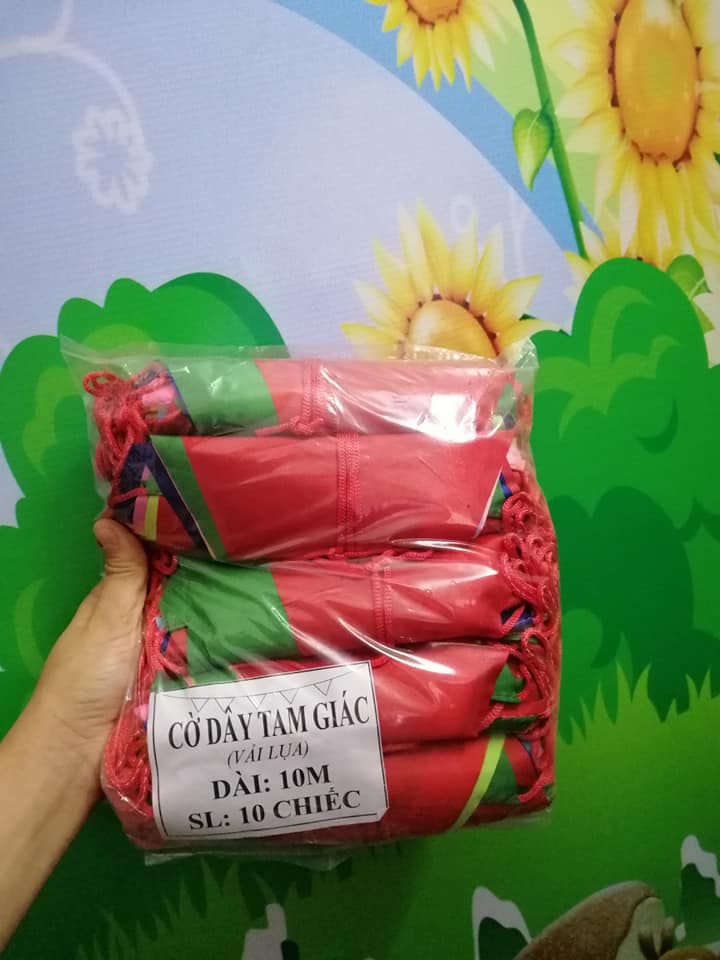 CỜ DÂY TAM GIÁC
(VẢI LỤA)
DÀI: 10M
SL: 10 CHIẾC